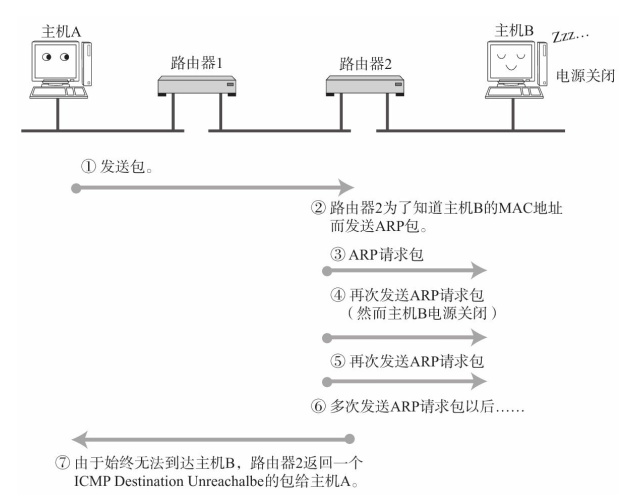 主机A
主机B
Zzz…
路由器1
路由器2
电源关闭
① 发送包。
② 路由器2为了知道主机B的MAC地址
而发送ARP包。
③ ARP请求包
④ 再次发送ARP请求包
（然而主机B电源关闭）
⑤ 再次发送ARP请求包
⑥ 多次发送ARP请求包以后……
⑦ 由于始终无法到达主机B，路由器2返回一个
ICMP Destination Unreachalbe的包给主机A。